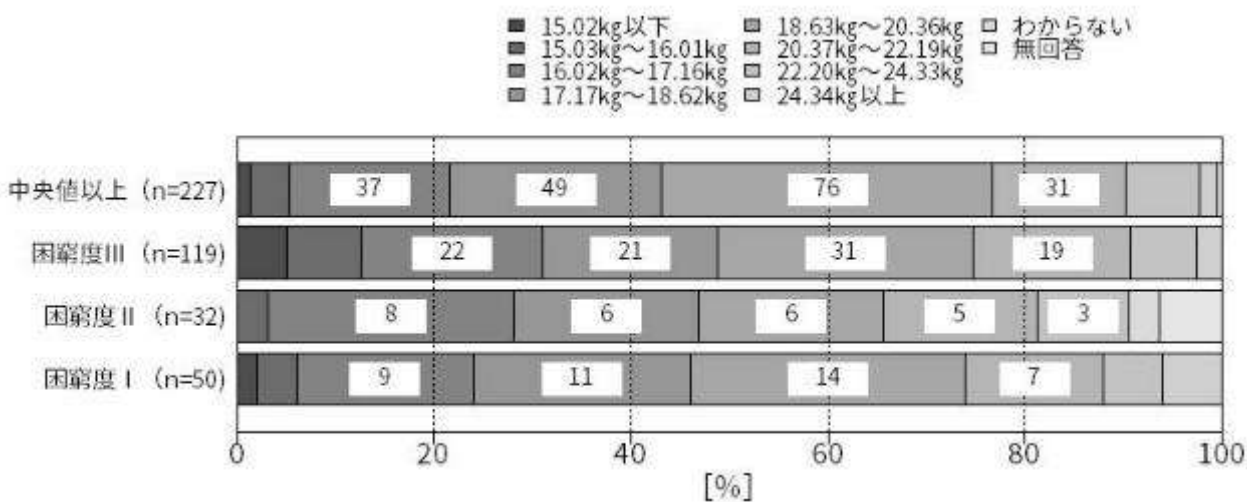 15.02kg以下
15.03kg～16.01kg
16.02kg～17.16kg
17.17kg～18.62kg
18.63kg～20.36kg
20.37kg～22.19kg
22.20kg～24.33kg
24.34kg以上
わからない
無回答
中央値以上（n=227）
37 49 76 31
困窮度III（n=119）
22 21 31 19
困窮度Ⅱ（n=32）
8 6 6 5 3
困窮度Ⅰ（n=50）
9 11 14 7
0 20 40 60 80 100
[%]